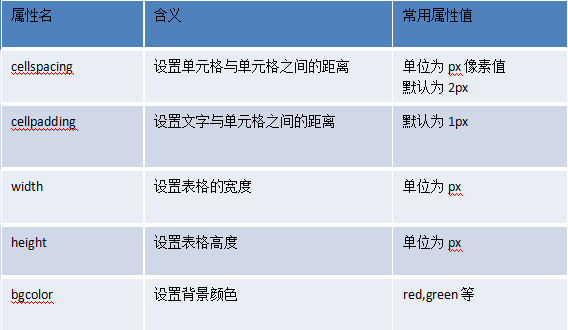 属性名 含义 常用属性值
cellspacing 设置单元格与单元格之间的距离 单位为 px 像素值
默认为 2px
cellpadding 设置文字与单元格之间的距离 默认为 1px
width 设置表格的宽度 单位为 px
height 设置表格高度 单位为 px
bgcolor 设置背景颜色 red,green 等